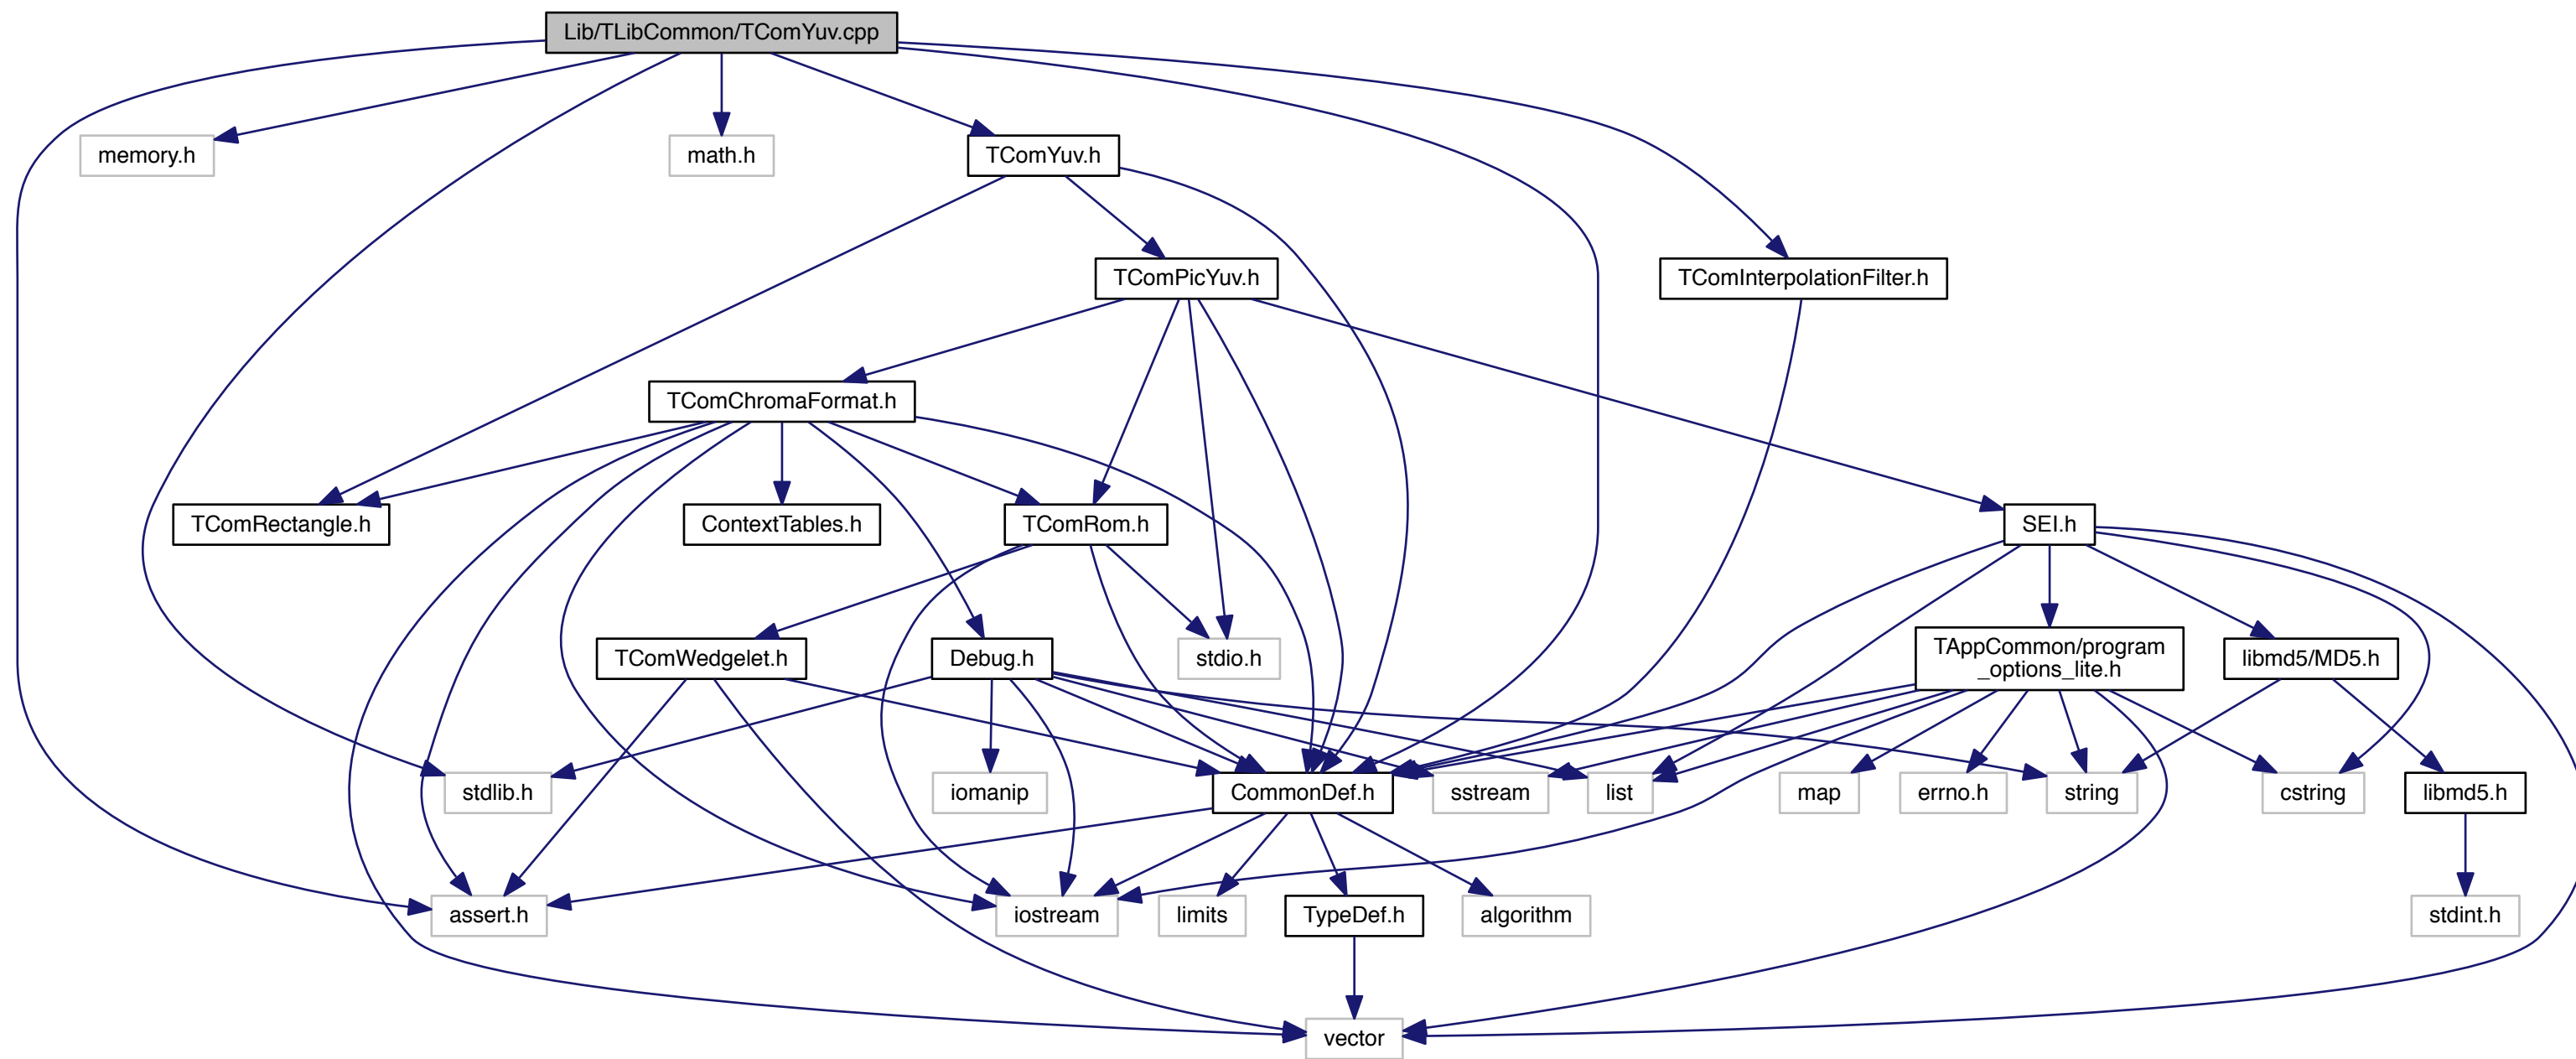 Lib/TLibCommon/TComYuv.cpp
memory.h
math.h
TComYuv.h
TComPicYuv.h
TComInterpolationFilter.h
TComChromaFormat.h
TComRectangle.h
ContextTables.h
TComRom.h
SEI.h
TComWedgelet.h
Debug.h
stdio.h
TAppCommon/program
_options_lite.h
libmd5/MD5.h
stdlib.h
iomanip
CommonDef.h
sstream
list
map
errno.h
string
cstring
libmd5.h
assert.h
iostream
limits
TypeDef.h
algorithm
stdint.h
vector